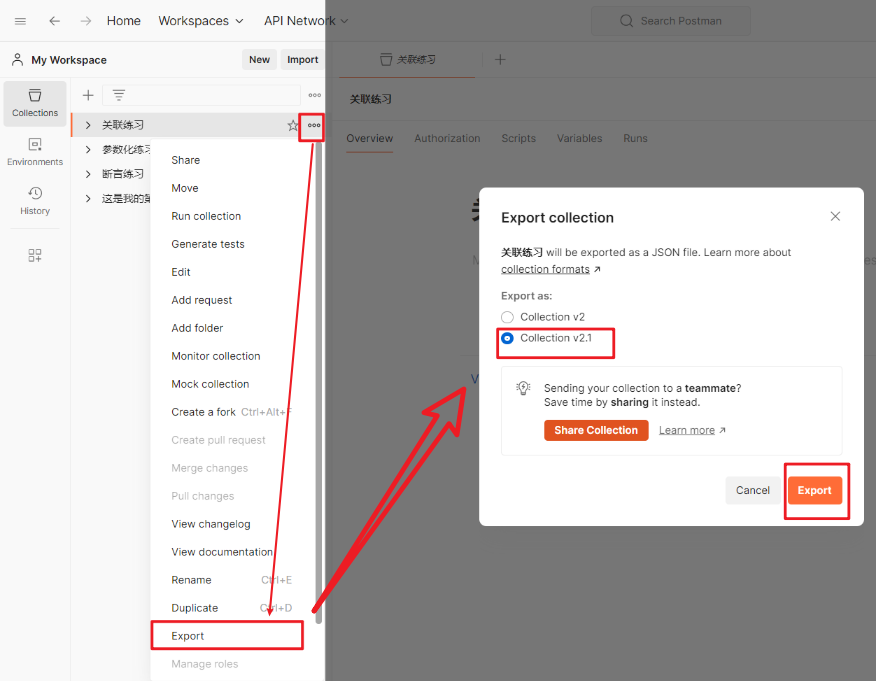 Home Workspaces API Network Search Postman
My Workspace New Import
关联练习
Collections
Environments
History
关联练习
参数化练习
断言练习
这是我的第
Share
Move
Run collection
Generate tests
Edit
Add request
Add folder
Monitor collection
Mock collection
Create a fork Ctrl+Alt+F
Create pull request
Merge changes
Pull changes
View changelog
View documentation
Rename Ctrl+E
Duplicate Ctrl+D
Export
Manage roles
关联练习
Overview Authorization Scripts Variables Runs
Export collection
关联练习 will be exported as a JSON file. Learn more about
collection formats ↗
Export as:
Collection v2
Collection v2.1
Sending your collection to a teammate?
Save time by sharing it instead.
Share Collection Learn more ↗
Cancel Export